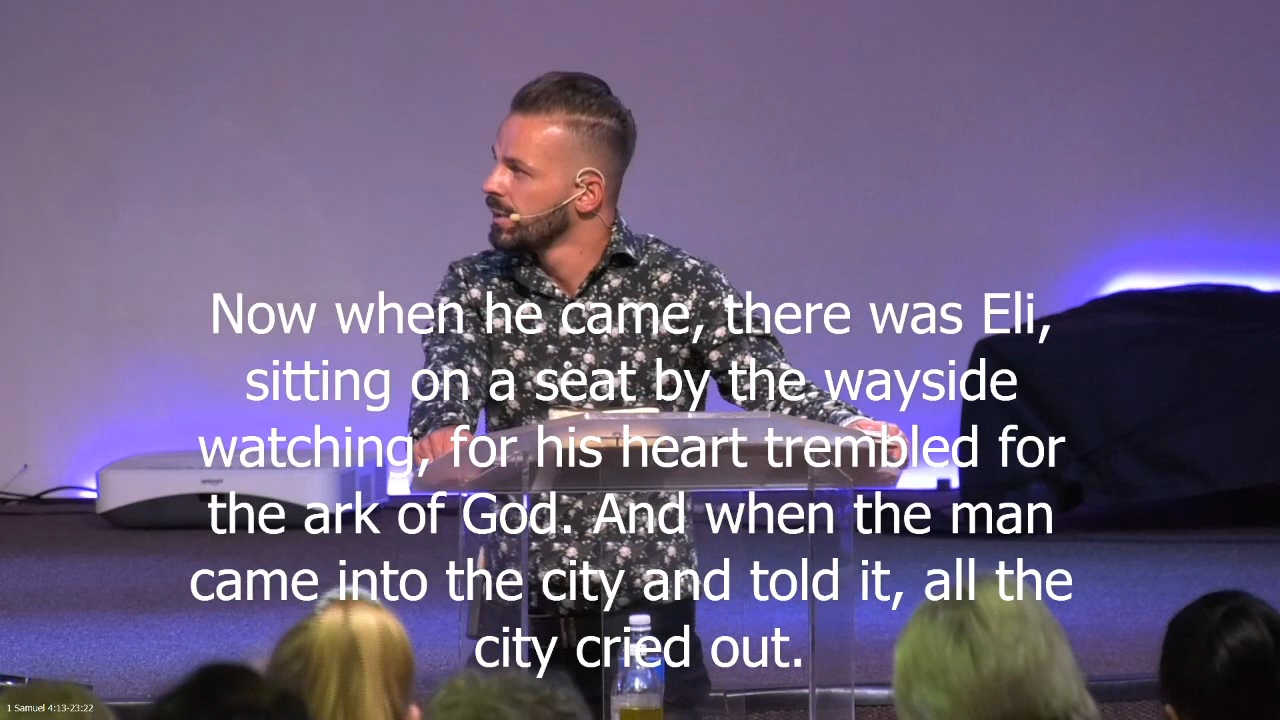 Now when he came, there was Eli,
sitting on a seat by the wayside
watching, for his heart trembled for
the ark of God. And when the man
came into the city and told it, all the
city cried out.
1 Samuel 4:13-23:22